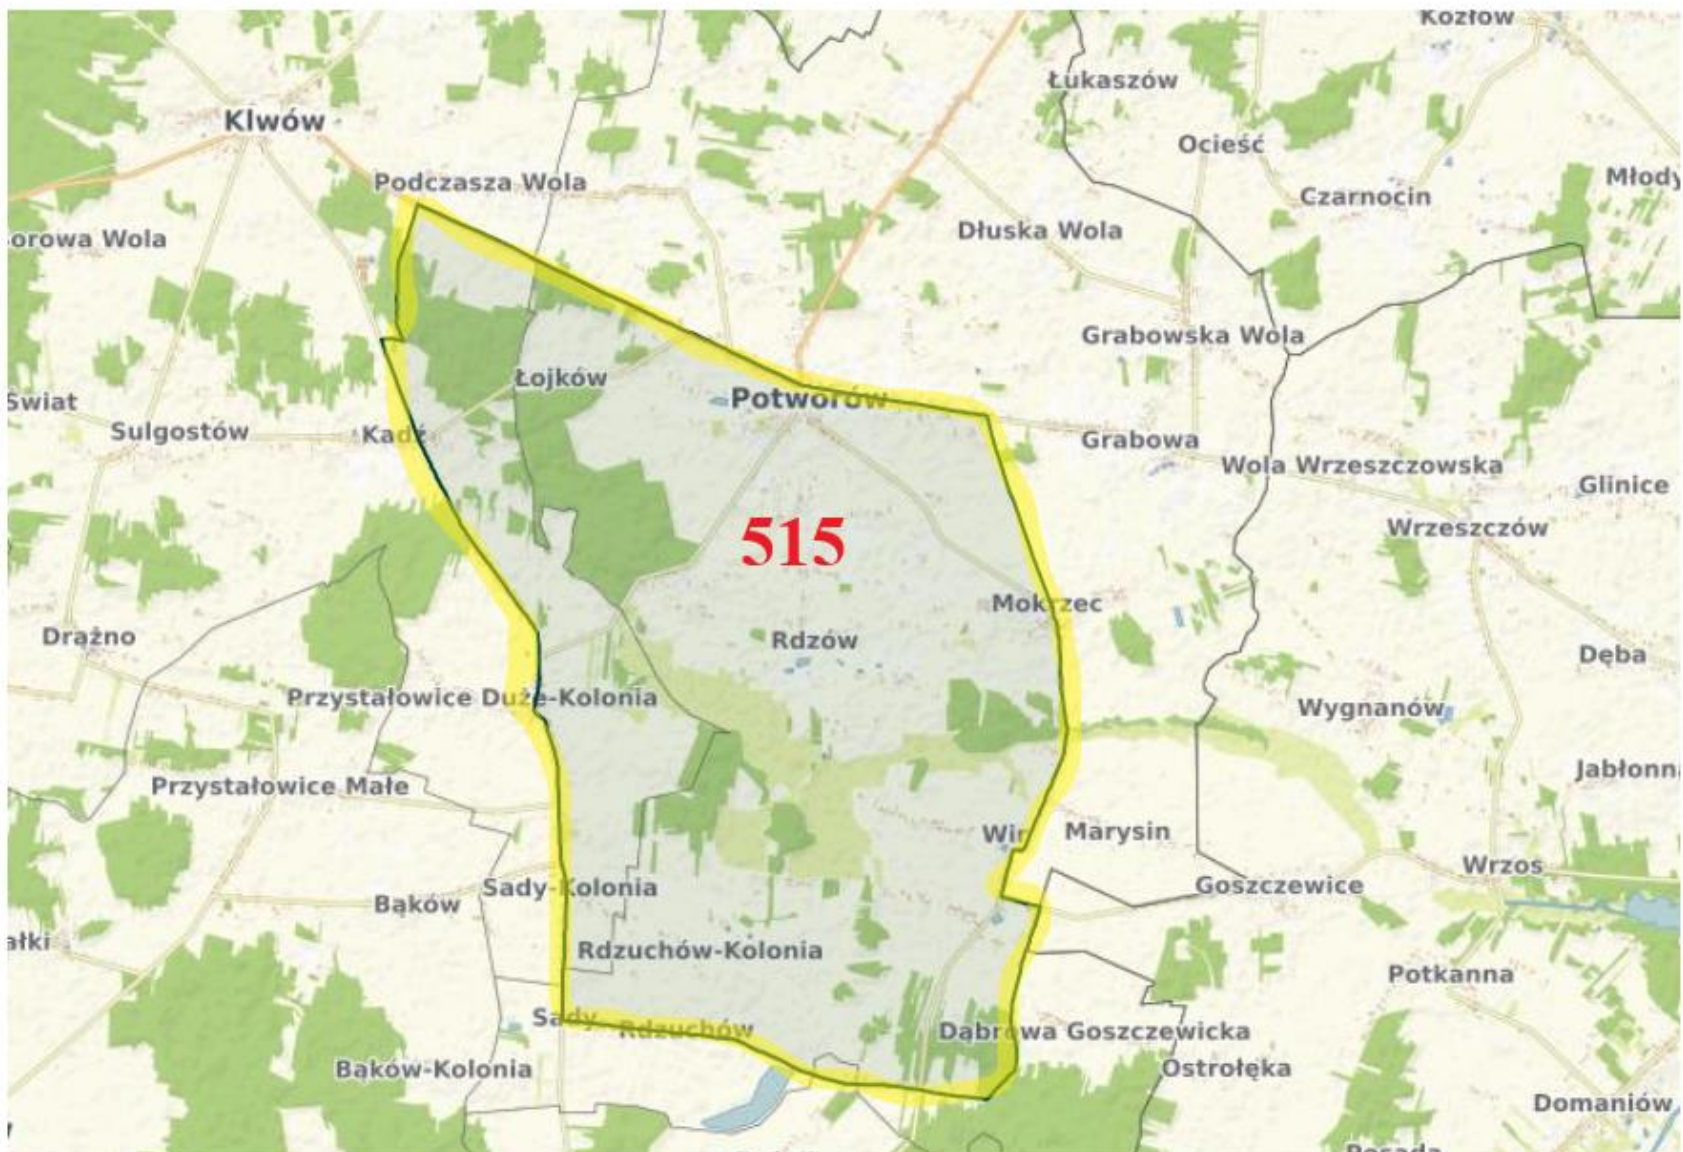 Kozłów
Łukaszów
Klwów
Ocieść
Podczasza Wola
Młody
Czarnocin
orowa Wola
Dłuska Wola
Grabowska Wola
Łojków
Świat
Potworów
Sulgostów
Kadź
Grabowa
Wola Wrzeszczowska
Glinice
Wrzeszczów
515
Mokrzec
Drążno
Rdzów
Dęba
Przystałowice Duże-Kolonia
Wygnanów
Jabłonna
Przystałowice Małe
Wir
Marysin
Wrzos
Sady-Kolonia
Goszczewice
Bąków
ałki
Rdzuchów-Kolonia
Potkanna
Sady
Rdzuchów
Dąbrowa Goszczewicka
Bąków-Kolonia
Ostrołęka
Domaniów